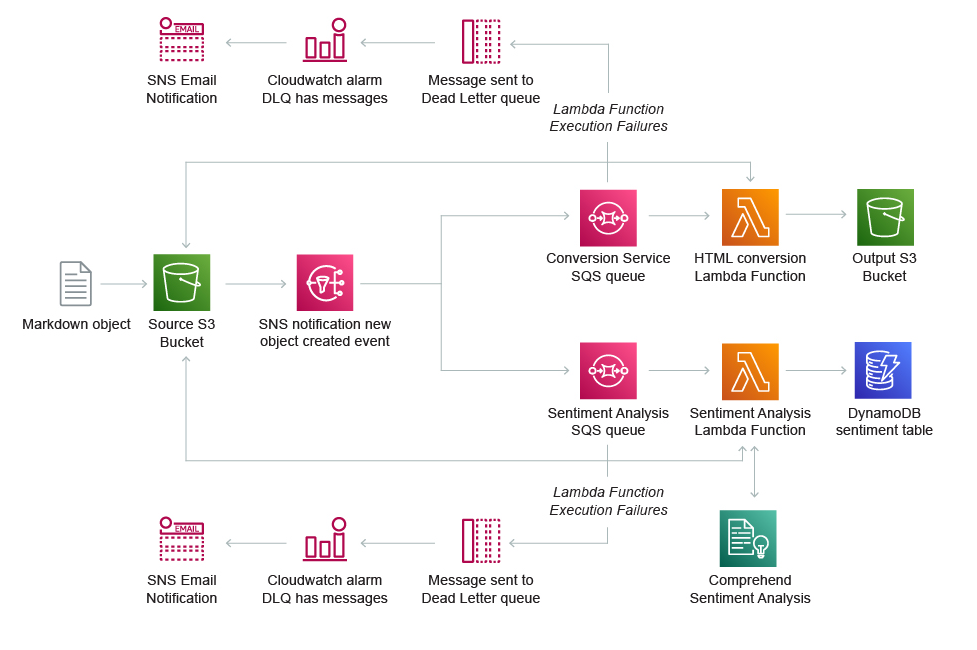 EMAIL
SNS Email
Notification
Cloudwatch alarm
DLQ has messages
Message sent to
Dead Letter queue
Lambda Function
Execution Failures
Markdown object
Source S3
Bucket
SNS notification new
object created event
Conversion Service
SQS queue
HTML conversion
Lambda Function
Output S3
Bucket
Sentiment Analysis
SQS queue
Sentiment Analysis
Lambda Function
DynamoDB
sentiment table
Lambda Function
Execution Failures
EMAIL
SNS Email
Notification
Cloudwatch alarm
DLQ has messages
Message sent to
Dead Letter queue
Comprehend
Sentiment Analysis